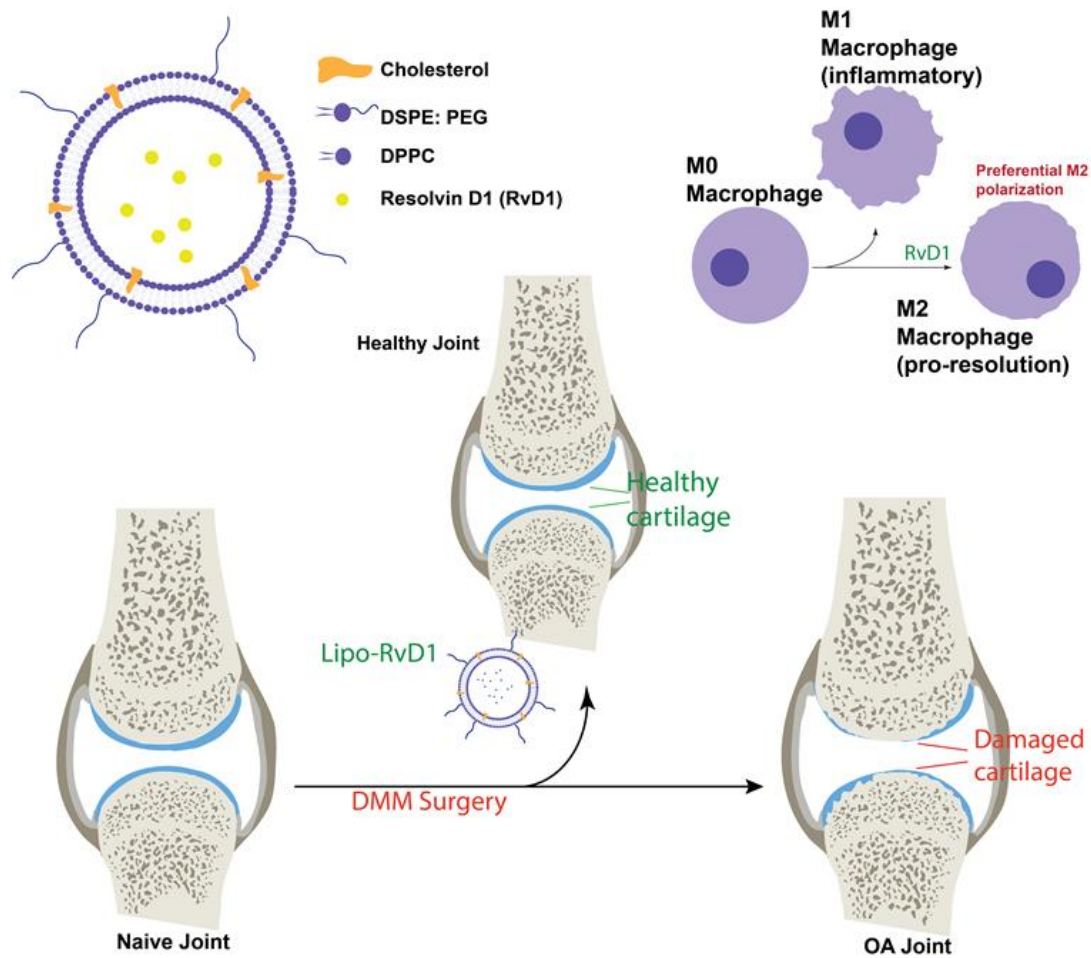 Cholesterol
DSPE: PEG
DPPC
Resolvin D1 (RvD1)
M1
Macrophage
(inflammatory)
M0
Macrophage
Preferential M2
polarization
RvD1
M2
Macrophage
(pro-resolution)
Healthy Joint
Healthy
cartilage
Lipo-RvD1
DMM Surgery
Damaged
cartilage
Naive Joint
OA Joint